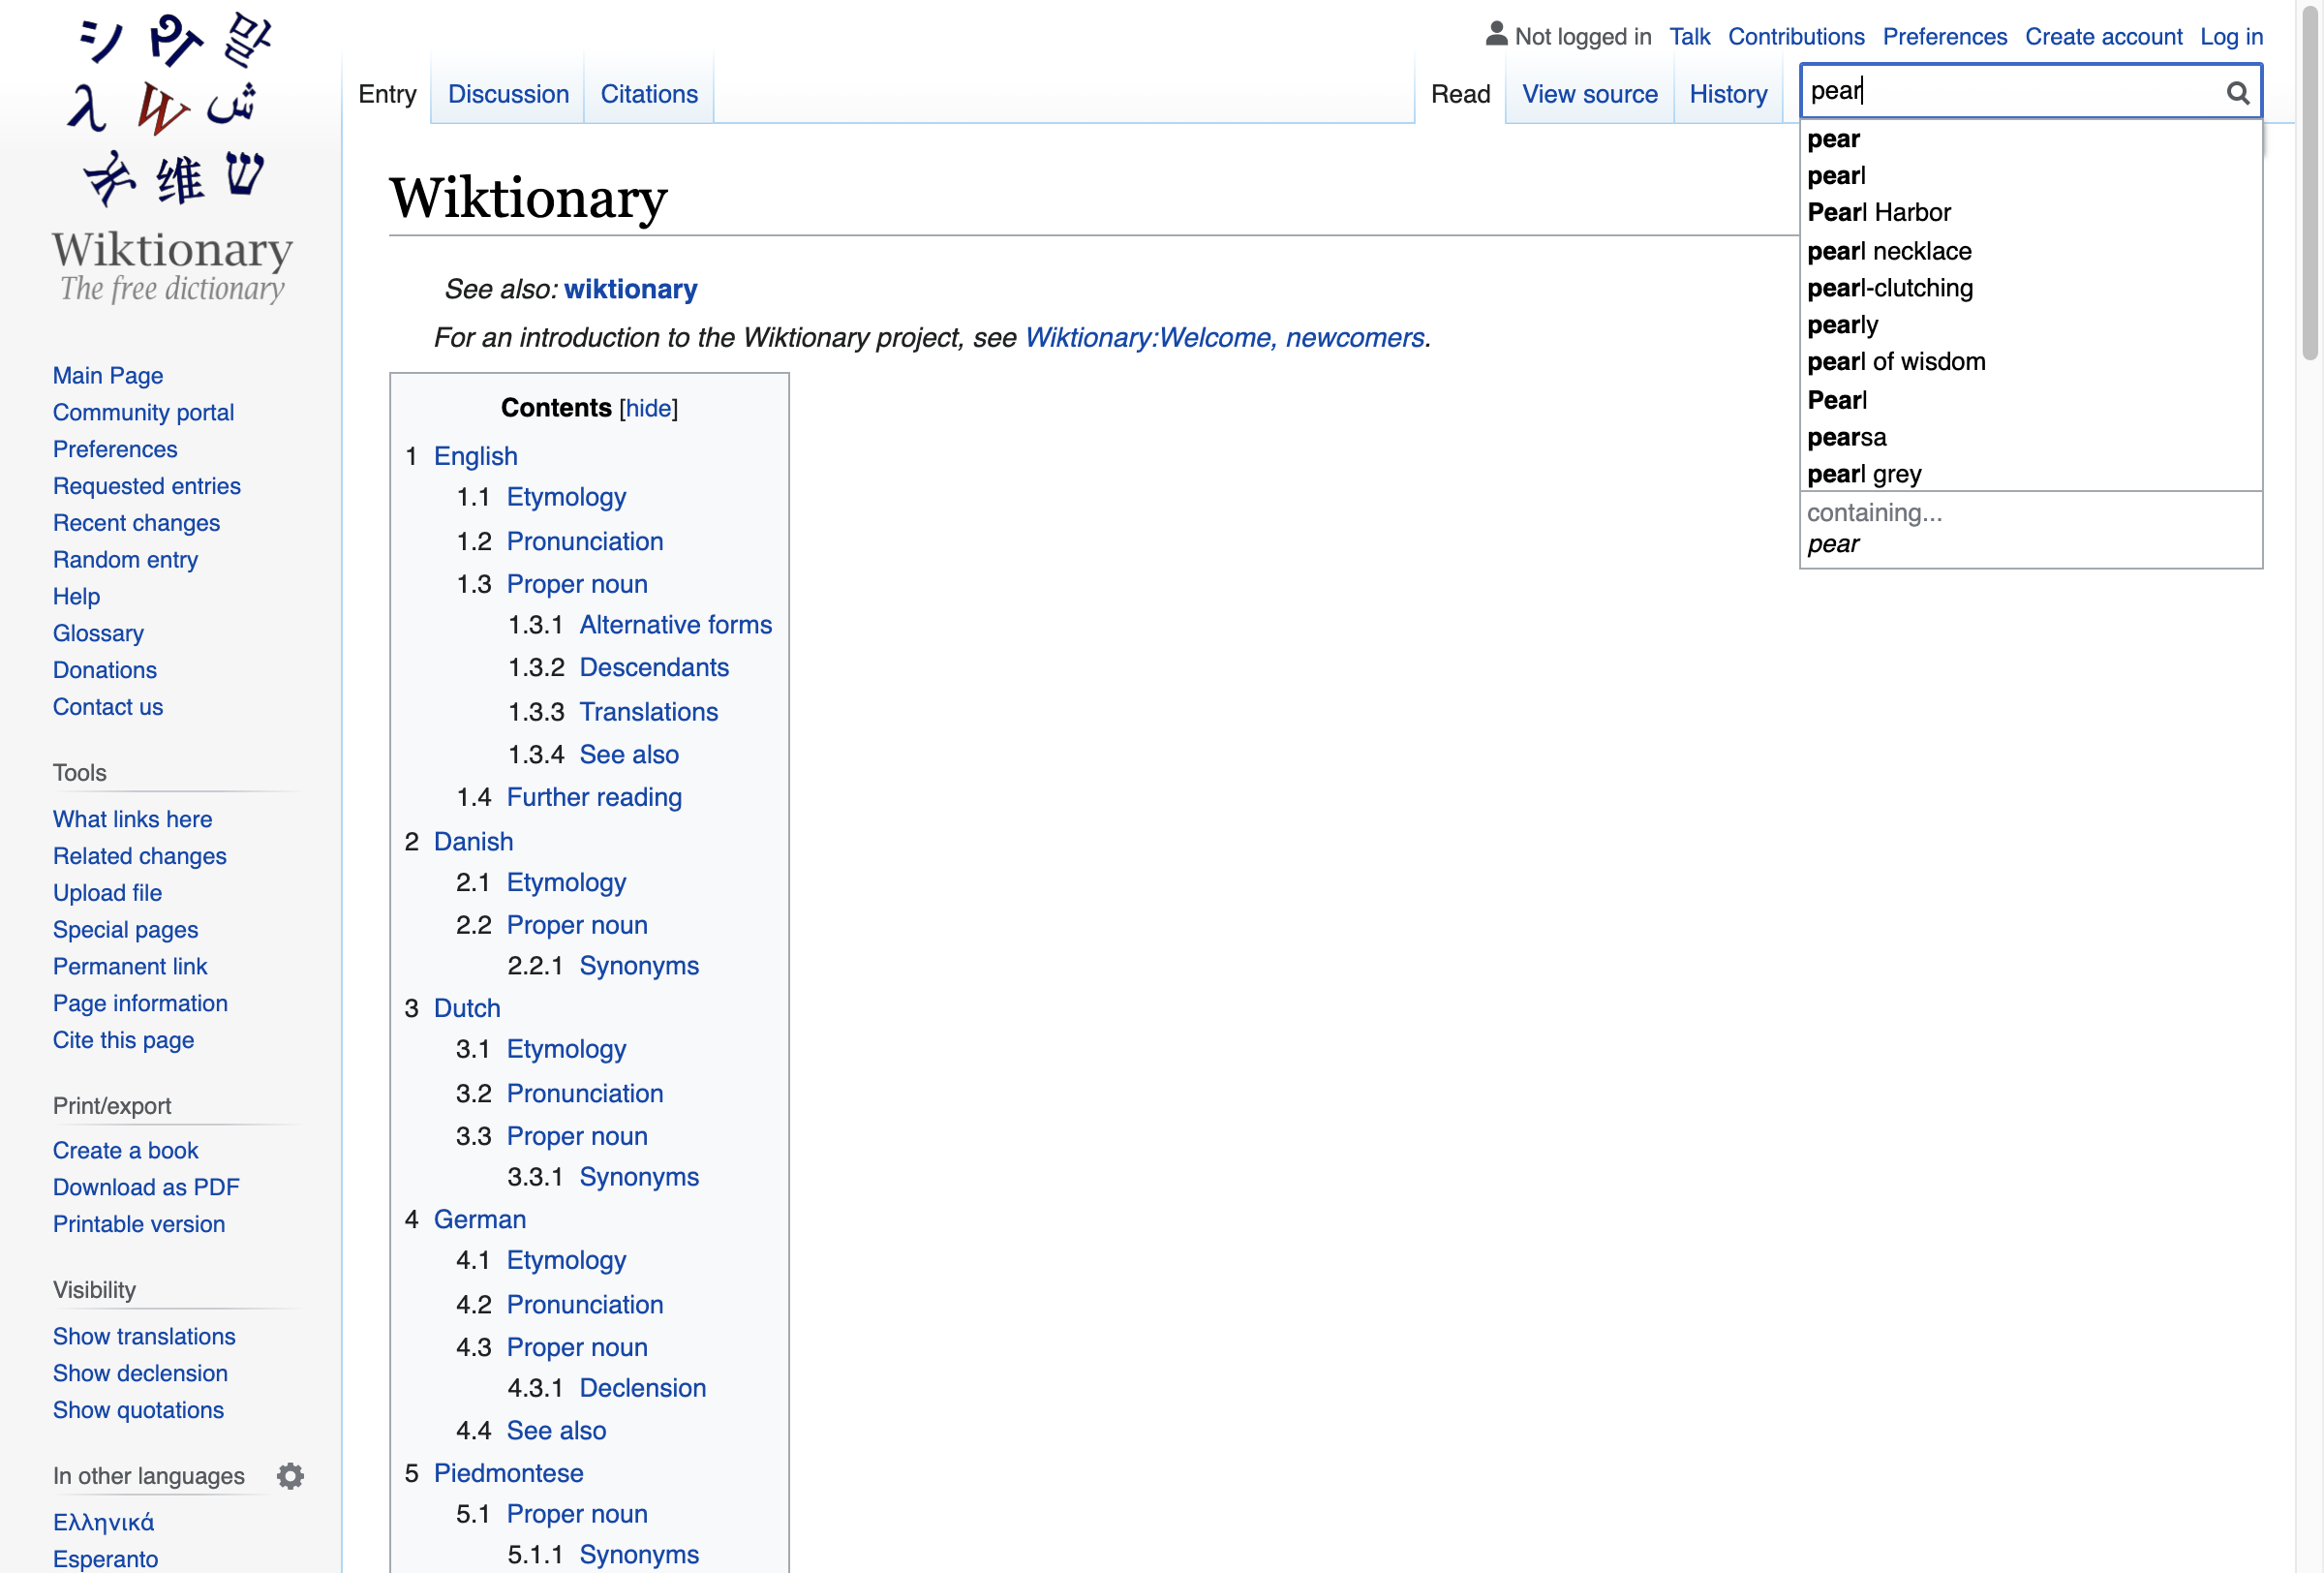 シ
말
λ
W
维
ש
Wiktionary
The free dictionary
Main Page
Community portal
Preferences
Requested entries
Recent changes
Random entry
Help
Glossary
Donations
Contact us
Tools
What links here
Related changes
Upload file
Special pages
Permanent link
Page information
Cite this page
Print/export
Create a book
Download as PDF
Printable version
Visibility
Show translations
Show declension
Show quotations
In other languages
Ελληνικά
Esperanto
Not logged in Talk Contributions Preferences Create account Log in
Entry Discussion Citations Read View source History
pear
pear
pearl
Pearl Harbor
pearl necklace
pearl-clutching
pearly
pearl of wisdom
Pearl
pearsa
pearl grey
containing...
pear
Wiktionary
See also: wiktionary
For an introduction to the Wiktionary project, see Wiktionary:Welcome, newcomers.
Contents [hide]
1 English
1.1 Etymology
1.2 Pronunciation
1.3 Proper noun
1.3.1 Alternative forms
1.3.2 Descendants
1.3.3 Translations
1.3.4 See also
1.4 Further reading
2 Danish
2.1 Etymology
2.2 Proper noun
2.2.1 Synonyms
3 Dutch
3.1 Etymology
3.2 Pronunciation
3.3 Proper noun
3.3.1 Synonyms
4 German
4.1 Etymology
4.2 Pronunciation
4.3 Proper noun
4.3.1 Declension
4.4 See also
5 Piedmontese
5.1 Proper noun
5.1.1 Synonyms